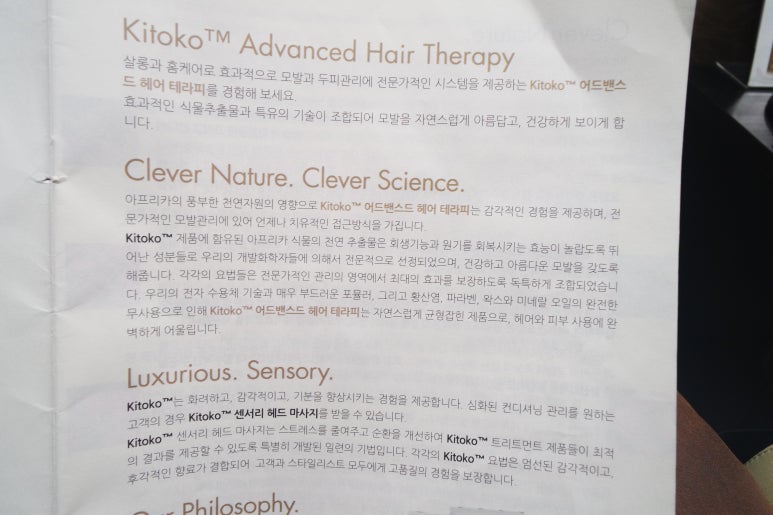 Kitoko™ Advanced Hair Therapy
살롱과 홈케어로 효과적으로 모발과 두피관리에 전문가적인 시스템을 제공하는 Kitoko™ 어드밴스
드 헤어 테라피를 경험해 보세요.
효과적인 식물추출물과 특유의 기술이 조합되어 모발을 자연스럽게 아름답고, 건강하게 보이게 합
니다.
Clever Nature. Clever Science.
아프리카의 풍부한 천연자원의 영향으로 Kitoko™ 어드밴스드 헤어 테라피는 감각적인 경험을 제공하며, 전
문가적인 모발관리에 있어 언제나 치유적인 접근방식을 가집니다.
Kitoko™ 제품에 함유된 아프리카 식물의 천연 추출물은 회생기능과 원기를 회복시키는 효능이 놀랍도록 뛰
어난 성분들로 우리의 개발화학자들에 의해서 전문적으로 선정되었으며, 건강하고 아름다운 모발을 갖도록
해줍니다. 각각의 요법들은 전문가적인 관리의 영역에서 최대의 효과를 보장하도록 독특하게 조합되었습니
다. 우리의 전자 수용체 기술과 매우 부드러운 포뮬러, 그리고 황산염, 파라벤, 왁스와 미네랄 오일의 완전한
무사용으로 인해 Kitoko™ 어드밴스드 헤어 테라피는 자연스럽게 균형잡힌 제품으로, 헤어와 피부 사용에 완
벽하게 어울립니다.
Luxurious. Sensory.
Kitoko™는 화려하고, 감각적이고, 기분을 향상시키는 경험을 제공합니다. 심화된 컨디셔닝 관리를 원하는
고객의 경우 Kitoko™ 센서리 헤드 마사지를 받을 수 있습니다.
Kitoko™ 센서리 헤드 마사지는 스트레스를 줄여주고 순환을 개선하며 Kitoko™ 트리트먼트 제품들이 최적
의 결과를 제공할 수 있도록 특별히 개발된 일련의 기법입니다. 각각의 Kitoko™ 요법은 엄선된 감각적이고,
후각적인 향료가 결합되어 고객과 스타일리스트 모두에게 고품질의 경험을 보장합니다.
Our Philosophy.